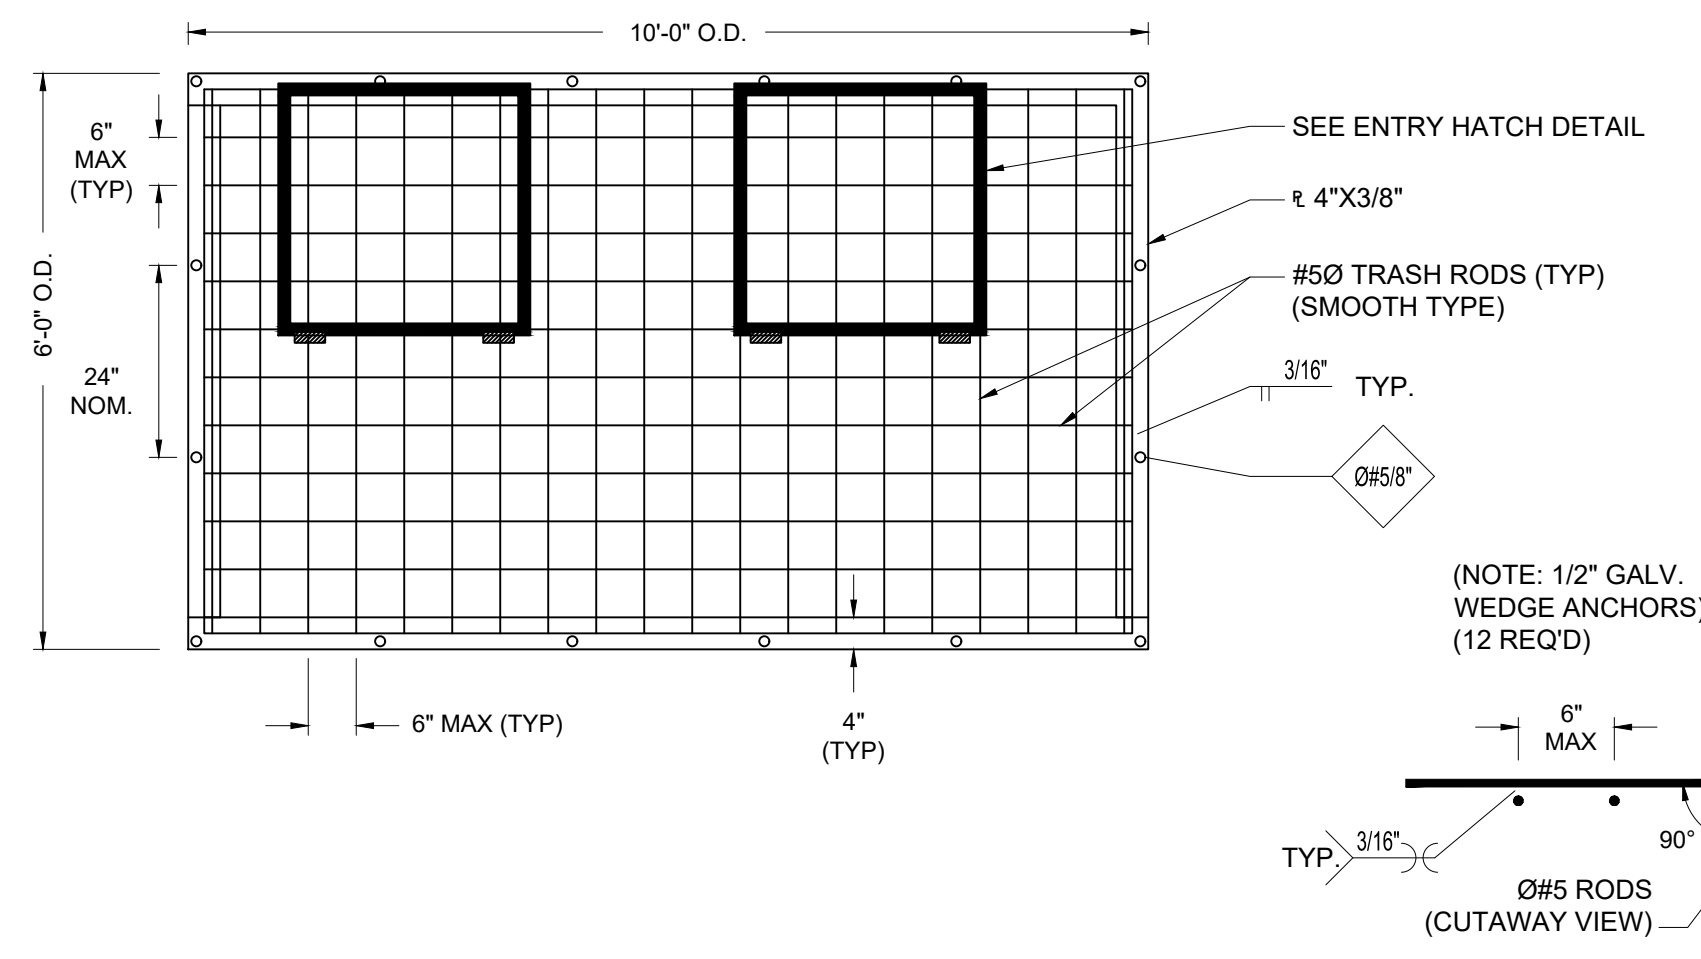 10'-0" O.D.
6"
MAX
(TYP)
6'-0" O.D.
24"
NOM.
SEE ENTRY HATCH DETAIL
℄ 4"X3/8"
#5Ø TRASH RODS (TYP)
(SMOOTH TYPE)
3/16"
TYP.
Ø#5/8"
(NOTE: 1/2" GALV.
WEDGE ANCHORS)
(12 REQ'D)
6" MAX (TYP)
4"
(TYP)
6"
MAX
90°
TYP.
3/16"
Ø#5 RODS
(CUTAWAY VIEW)